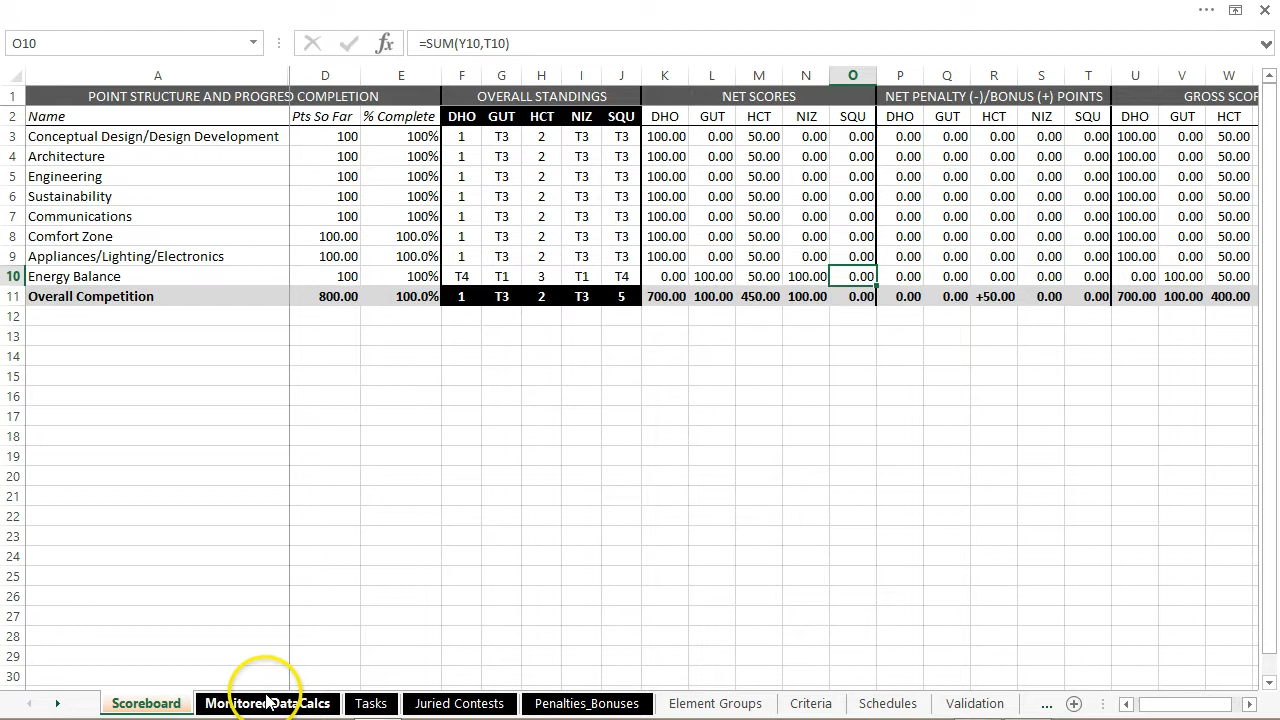 O10 =SUM(Y10,T10)
A D E F G H I J K L M N O P Q R S T U V W
1 POINT STRUCTURE AND PROGRES COMPLETION OVERALL STANDINGS NET SCORES NET PENALTY (-)/BONUS (+) POINTS GROSS SCOF
2 Name Pts So Far % Complete DHO GUT HCT NIZ SQU DHO GUT HCT NIZ SQU DHO GUT HCT NIZ SQU DHO GUT HCT
3 Conceptual Design/Design Development 100 100% 1 T3 2 T3 T3 100.00 0.00 50.00 0.00 0.00 0.00 0.00 0.00 0.00 0.00 100.00 0.00 50.00
4 Architecture 100 100% 1 T3 2 T3 T3 100.00 0.00 50.00 0.00 0.00 0.00 0.00 0.00 0.00 0.00 100.00 0.00 50.00
5 Engineering 100 100% 1 T3 2 T3 T3 100.00 0.00 50.00 0.00 0.00 0.00 0.00 0.00 0.00 0.00 100.00 0.00 50.00
6 Sustainability 100 100% 1 T3 2 T3 T3 100.00 0.00 50.00 0.00 0.00 0.00 0.00 0.00 0.00 0.00 100.00 0.00 50.00
7 Communications 100 100% 1 T3 2 T3 T3 100.00 0.00 50.00 0.00 0.00 0.00 0.00 0.00 0.00 0.00 100.00 0.00 50.00
8 Comfort Zone 100.00 100.0% 1 T3 2 T3 T3 100.00 0.00 50.00 0.00 0.00 0.00 0.00 0.00 0.00 0.00 100.00 0.00 50.00
9 Appliances/Lighting/Electronics 100.00 100.0% 1 T3 2 T3 T3 100.00 0.00 50.00 0.00 0.00 0.00 0.00 0.00 0.00 0.00 100.00 0.00 50.00
10 Energy Balance 100 100% T4 T1 3 T1 T4 0.00 100.00 50.00 100.00 0.00 0.00 0.00 0.00 0.00 0.00 0.00 100.00 50.00
11 Overall Competition 800.00 100.0% 1 T3 2 T3 5 700.00 100.00 450.00 100.00 0.00 0.00 0.00 +50.00 0.00 0.00 700.00 100.00 400.00
12
13
14
15
16
17
18
19
20
21
22
23
24
25
26
27
28
29
30
Scoreboard MonitoredDataCalcs Tasks Juried Contests Penalties_Bonuses Element Groups Criteria Schedules Validation ...